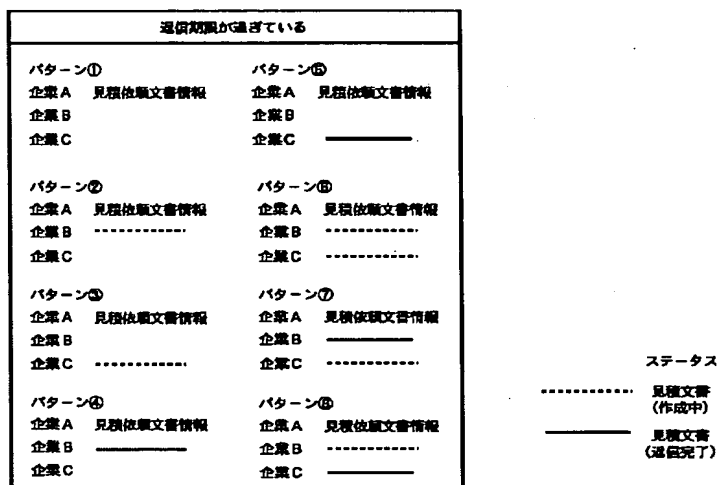 返信期限が過ぎている
パターン①
企業A 見積依頼文書情報
企業B
企業C
パターン②
企業A 見積依頼文書情報
企業B
企業C
パターン③
企業A 見積依頼文書情報
企業B
企業C
パターン④
企業A 見積依頼文書情報
企業B
企業C
パターン⑤
企業A 見積依頼文書情報
企業B
企業C
パターン⑥
企業A 見積依頼文書情報
企業B
企業C
パターン⑦
企業A 見積依頼文書情報
企業B
企業C
パターン⑧
企業A 見積依頼文書情報
企業B
企業C
ステータス
見積文書
(作成中)
見積文書
(返信完了)